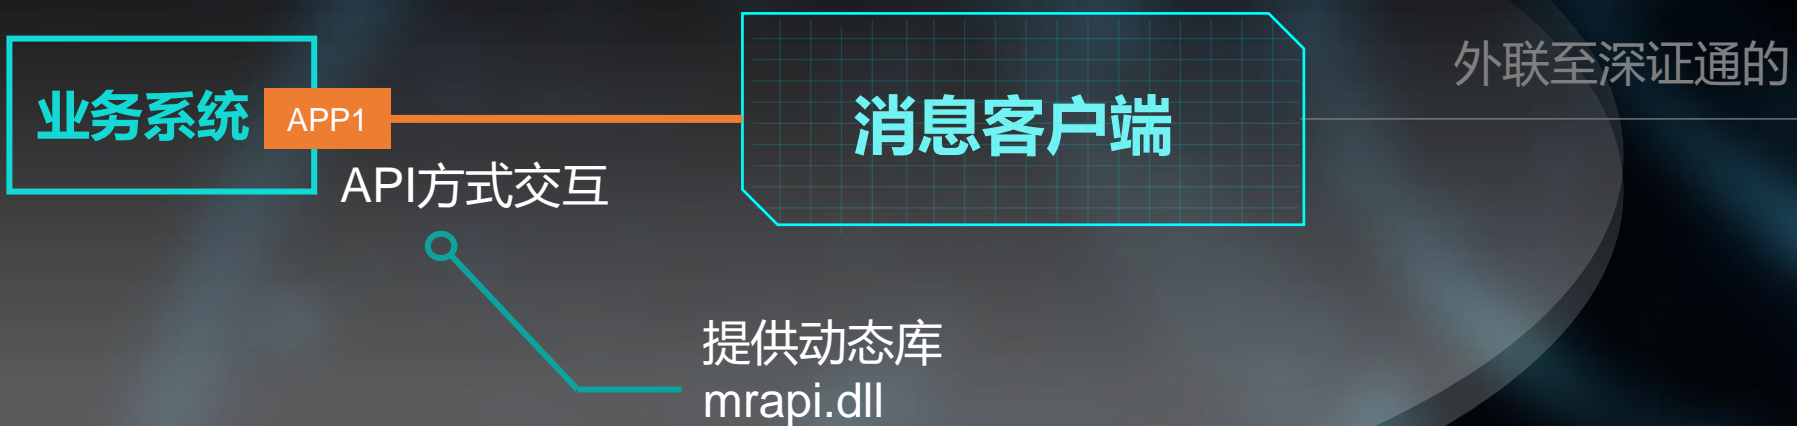 业务系统
APP1
消息客户端
外联至深证通的
API方式交互
提供动态库
mrapi.dll